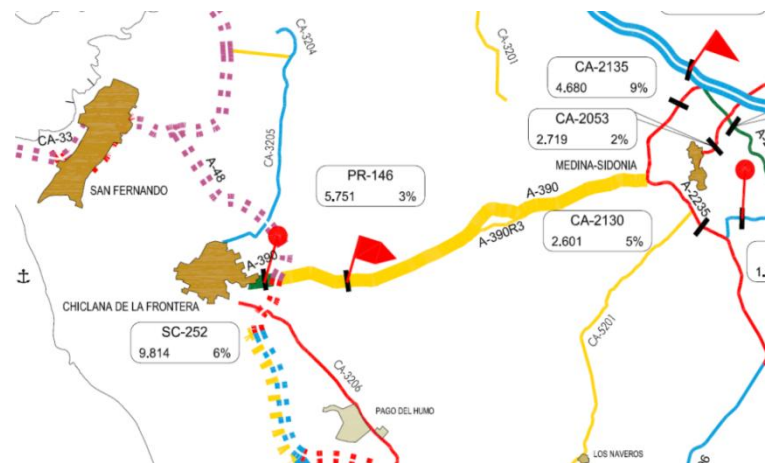 CA-3204
CA-3201
CA-2135
4.680 9%
CA-2053
2.719 2%
CA-33
CA-3205
A-48
SAN FERNANDO
MEDINA-SIDONIA
PR-146
5.751 3%
A-390
A-2235
CA-2130
2.601 5%
A-390R3
A-390
CHICLANA DE LA FRONTERA
SC-252
9.814 6%
CA-5201
CA-3206
PAGO DEL HUMO
LOS NAVEROS